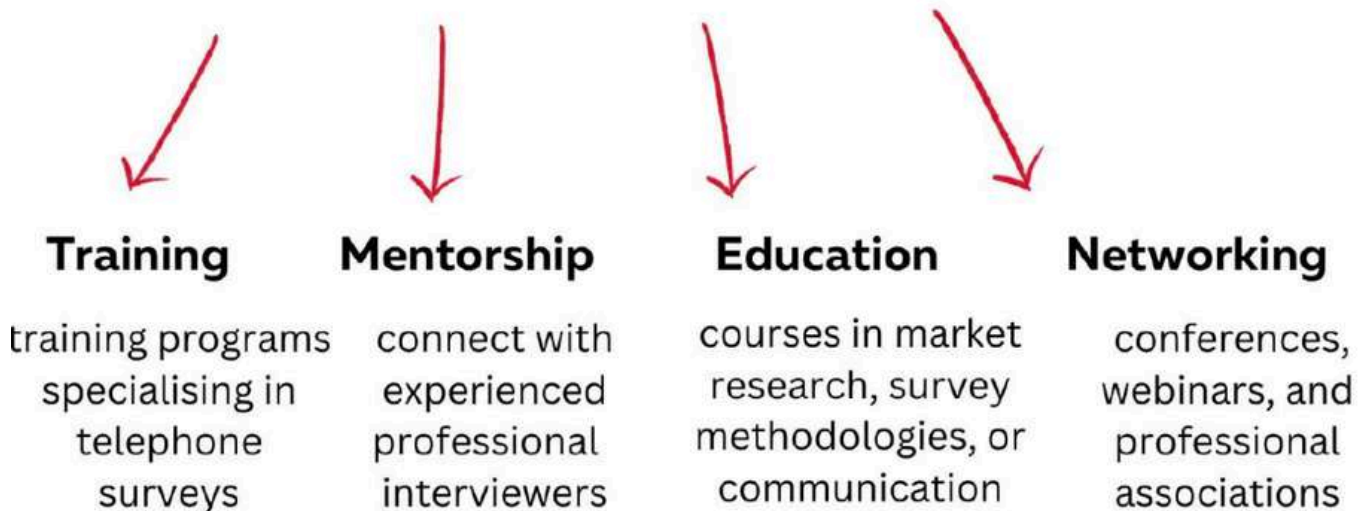 Training
training programs
specialising in
telephone
surveys
Mentorship
connect with
experienced
professional
interviewers
Education
courses in market
research, survey
methodologies, or
communication
Networking
conferences,
webinars, and
professional
associations